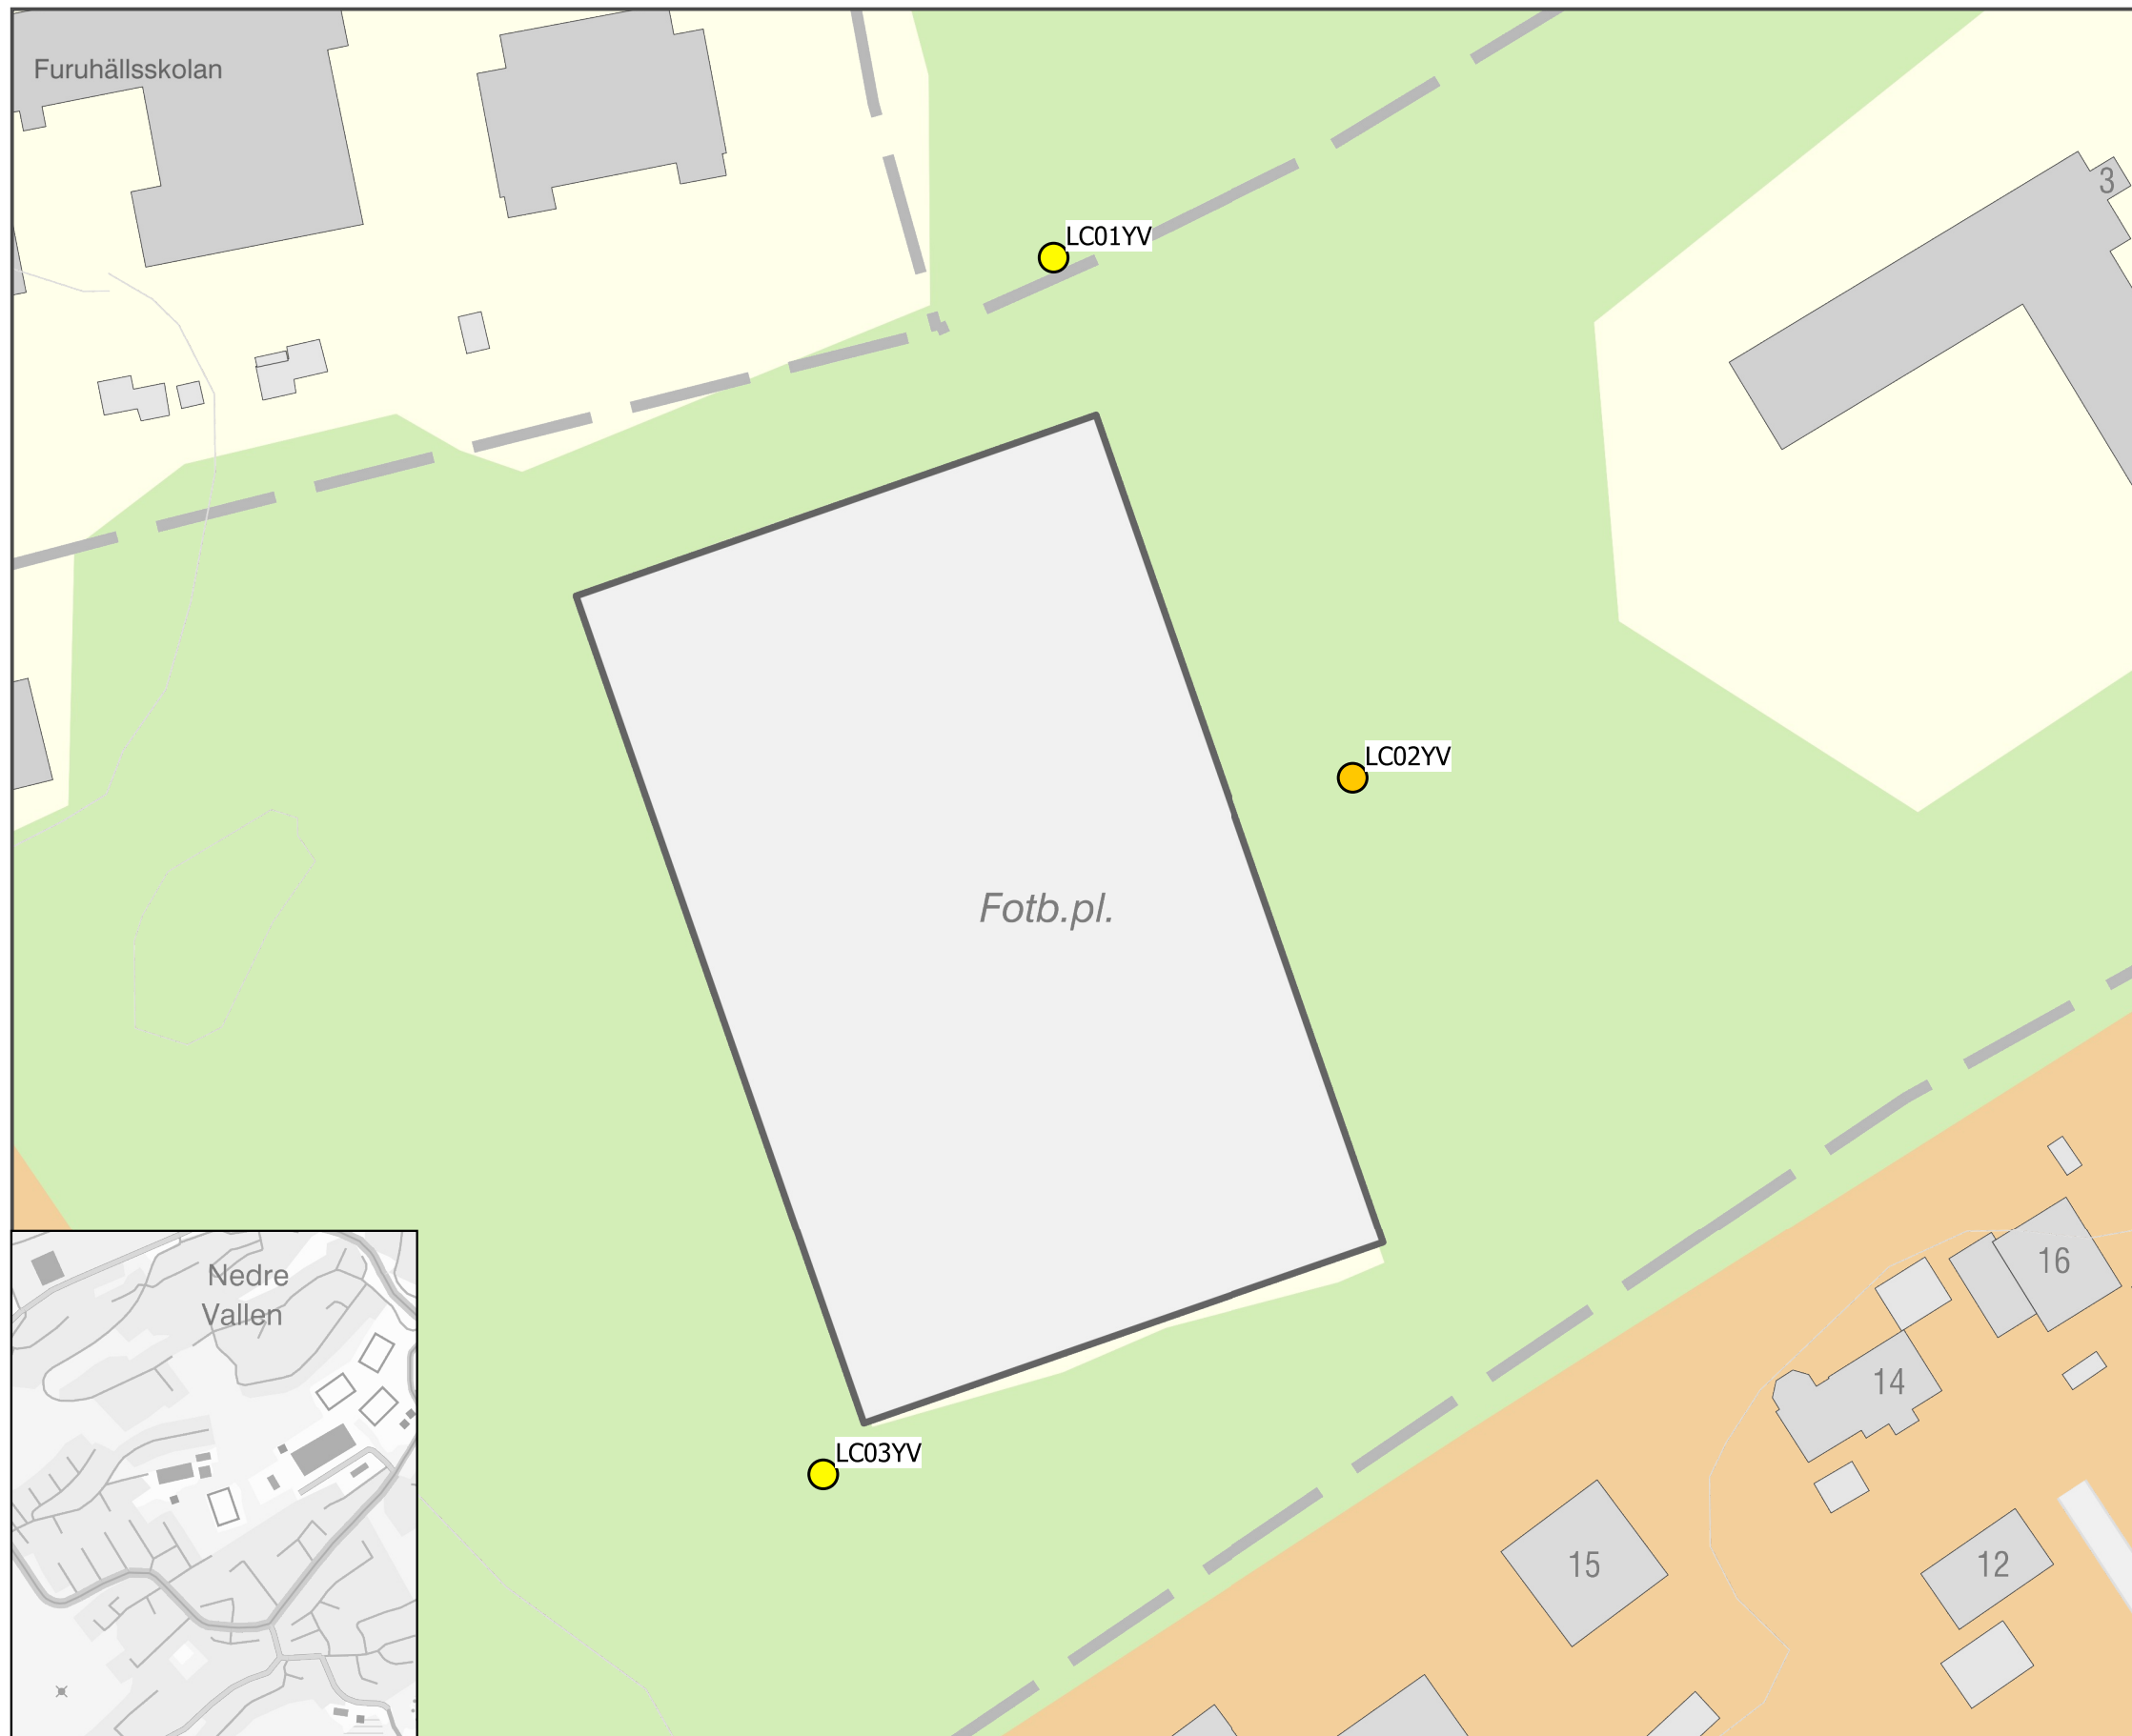 Furuhällsskolan
3
LC01YV
LC02YV
Fotb.pl.
Nedre
Vallen
16
14
LC03YV
15
12